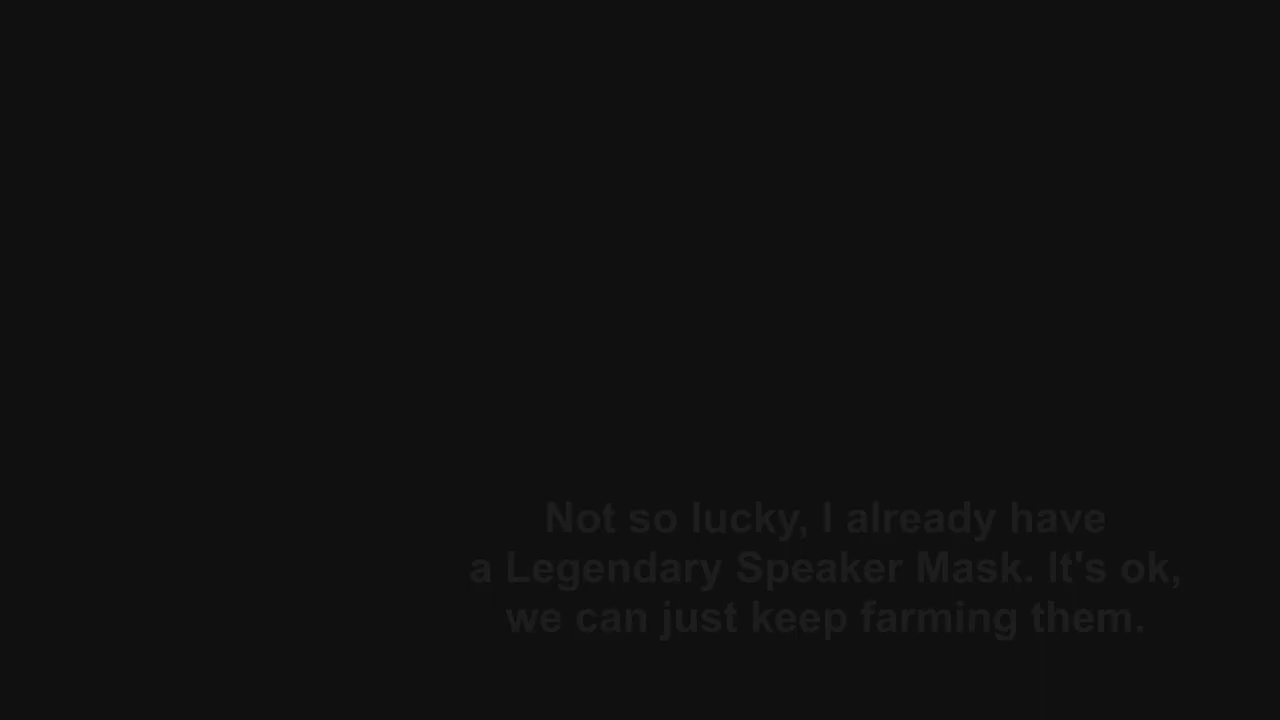 Not so lucky, I already have
a Legendary Speaker Mask. It's ok,
we can just keep farming them.